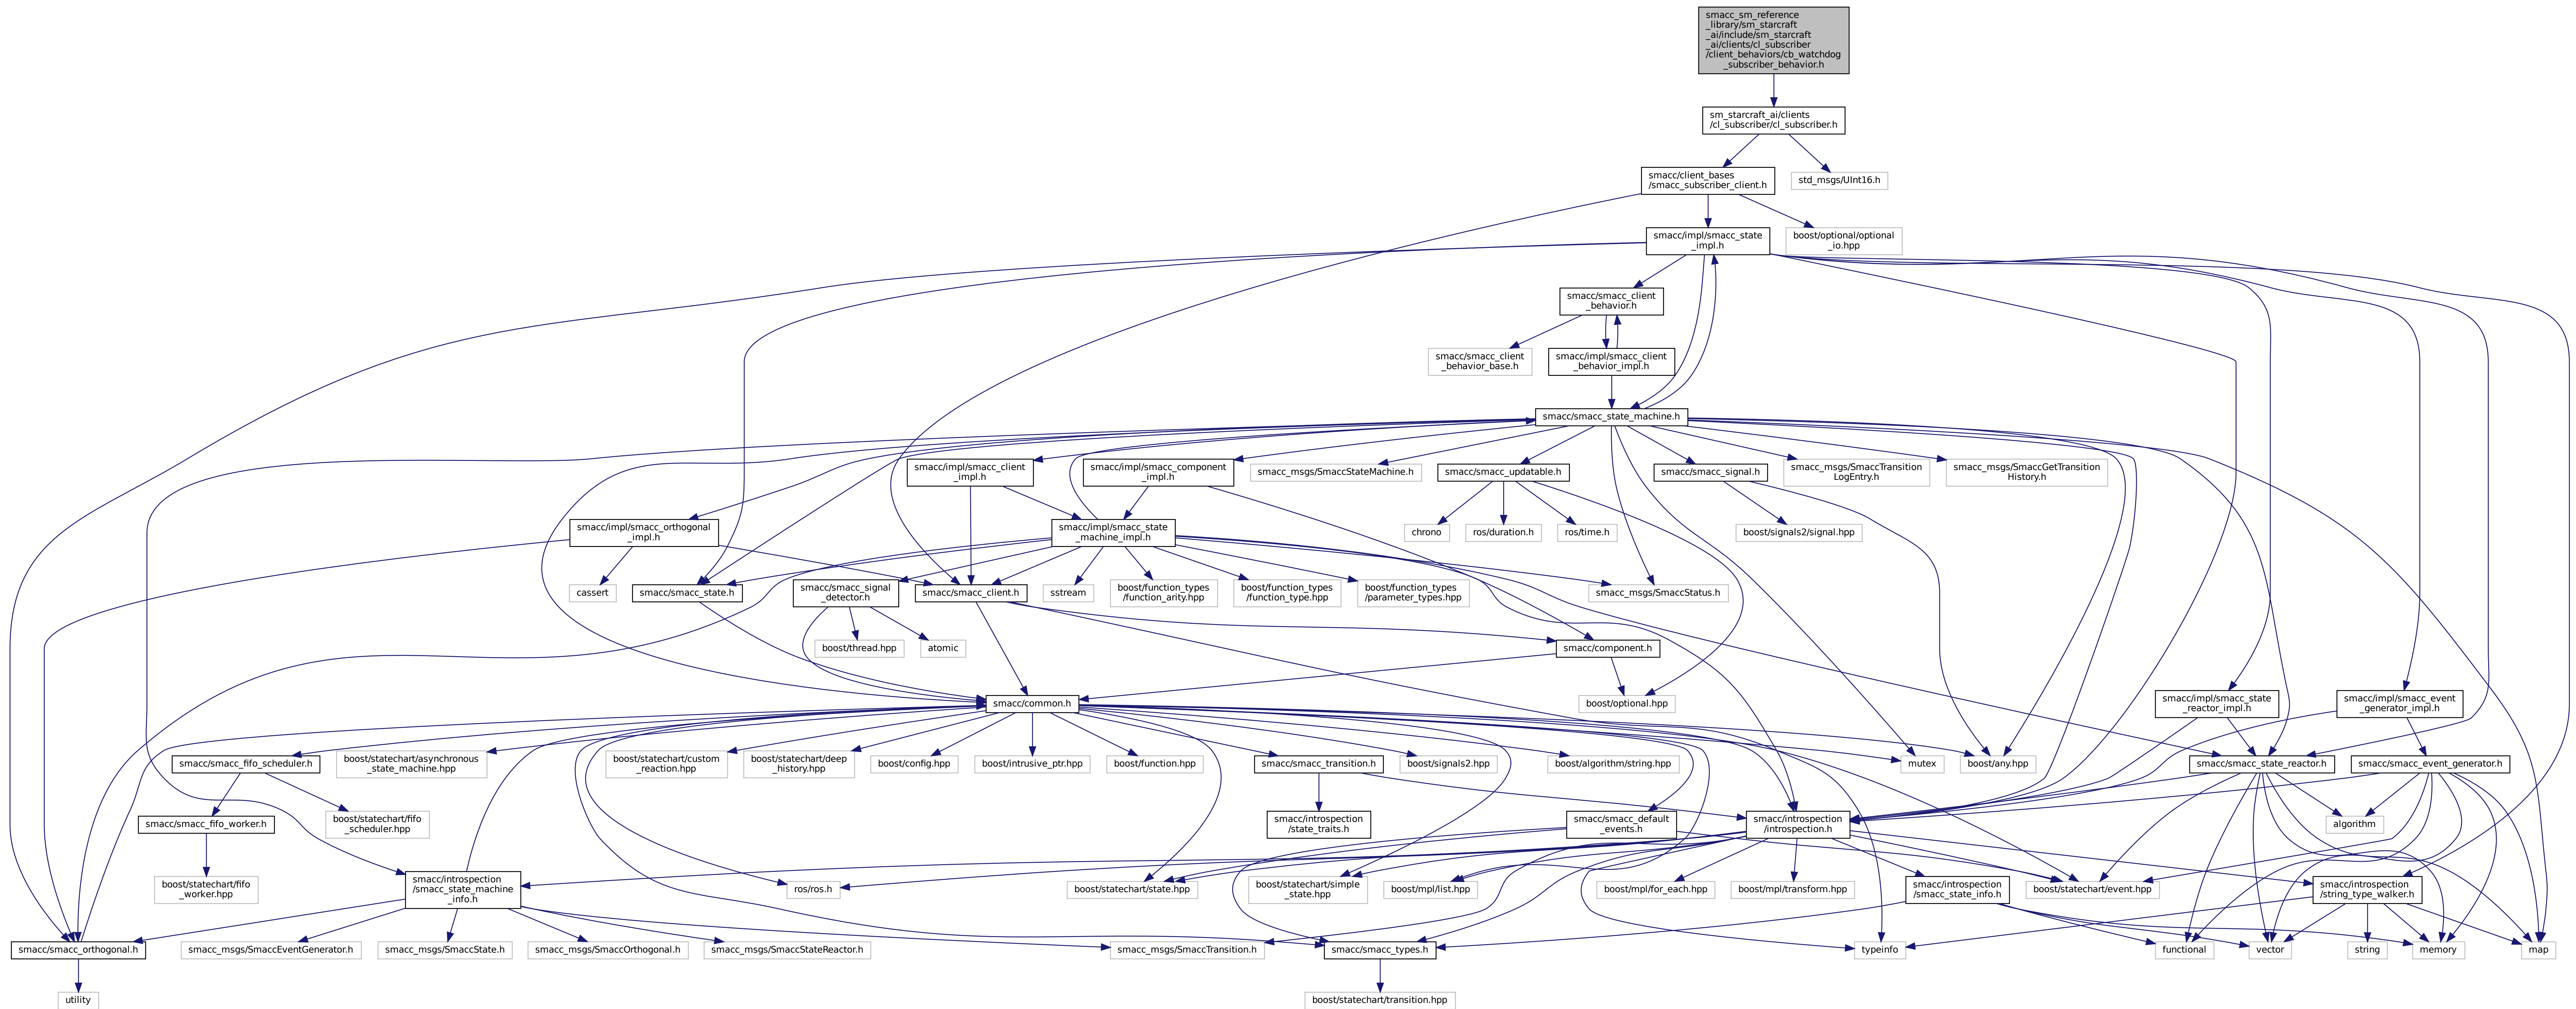 smacc_sm_reference
_library/sm_starcraft
_ai/include/sm_starcraft
_ai/clients/cl_subscriber
/client_behaviors/cb_watchdog
_subscriber_behavior.h
sm_starcraft_ai/clients
/cl_subscriber/cl_subscriber.h
smacc/client_bases
/smacc_subscriber_client.h
std_msgs/UInt16.h
smacc/impl/smacc_state
_impl.h
boost/optional/optional
_io.hpp
smacc/smacc_client
_behavior.h
smacc/smacc_client
_behavior_base.h
smacc/impl/smacc_client
_behavior_impl.h
smacc/smacc_state_machine.h
smacc/impl/smacc_client
_impl.h
smacc/impl/smacc_component
_impl.h
smacc_msgs/SmaccStateMachine.h
smacc/smacc_updatable.h
smacc/smacc_signal.h
smacc_msgs/SmaccTransition
LogEntry.h
smacc_msgs/SmaccGetTransition
History.h
smacc/impl/smacc_orthogonal
_impl.h
smacc/impl/smacc_state
_machine_impl.h
chrono
ros/duration.h
ros/time.h
boost/signals2/signal.hpp
cassert
smacc/smacc_state.h
smacc/smacc_signal
_detector.h
smacc/smacc_client.h
sstream
boost/function_types
/function_arity.hpp
boost/function_types
/function_type.hpp
boost/function_types
/parameter_types.hpp
smacc_msgs/SmaccStatus.h
boost/thread.hpp
atomic
smacc/component.h
smacc/common.h
boost/optional.hpp
smacc/impl/smacc_state
_reactor_impl.h
smacc/impl/smacc_event
_generator_impl.h
smacc/smacc_fifo_scheduler.h
boost/statechart/asynchronous
_state_machine.hpp
boost/statechart/custom
_reaction.hpp
boost/statechart/deep
_history.hpp
boost/config.hpp
boost/intrusive_ptr.hpp
boost/function.hpp
smacc/smacc_transition.h
boost/signals2.hpp
boost/algorithm/string.hpp
mutex
boost/any.hpp
smacc/smacc_state_reactor.h
smacc/smacc_event_generator.h
smacc/smacc_fifo_worker.h
boost/statechart/fifo
_scheduler.hpp
smacc/introspection
/state_traits.h
smacc/smacc_default
_events.h
smacc/introspection
/introspection.h
algorithm
boost/statechart/fifo
_worker.hpp
smacc/introspection
/smacc_state_machine
_info.h
ros/ros.h
boost/statechart/state.hpp
boost/statechart/simple
_state.hpp
boost/mpl/list.hpp
boost/mpl/for_each.hpp
boost/mpl/transform.hpp
smacc/introspection
/smacc_state_info.h
boost/statechart/event.hpp
smacc/introspection
/string_type_walker.h
smacc/smacc_orthogonal.h
smacc_msgs/SmaccEventGenerator.h
smacc_msgs/SmaccState.h
smacc_msgs/SmaccOrthogonal.h
smacc_msgs/SmaccStateReactor.h
smacc_msgs/SmaccTransition.h
smacc/smacc_types.h
typeinfo
functional
vector
string
memory
map
utility
boost/statechart/transition.hpp